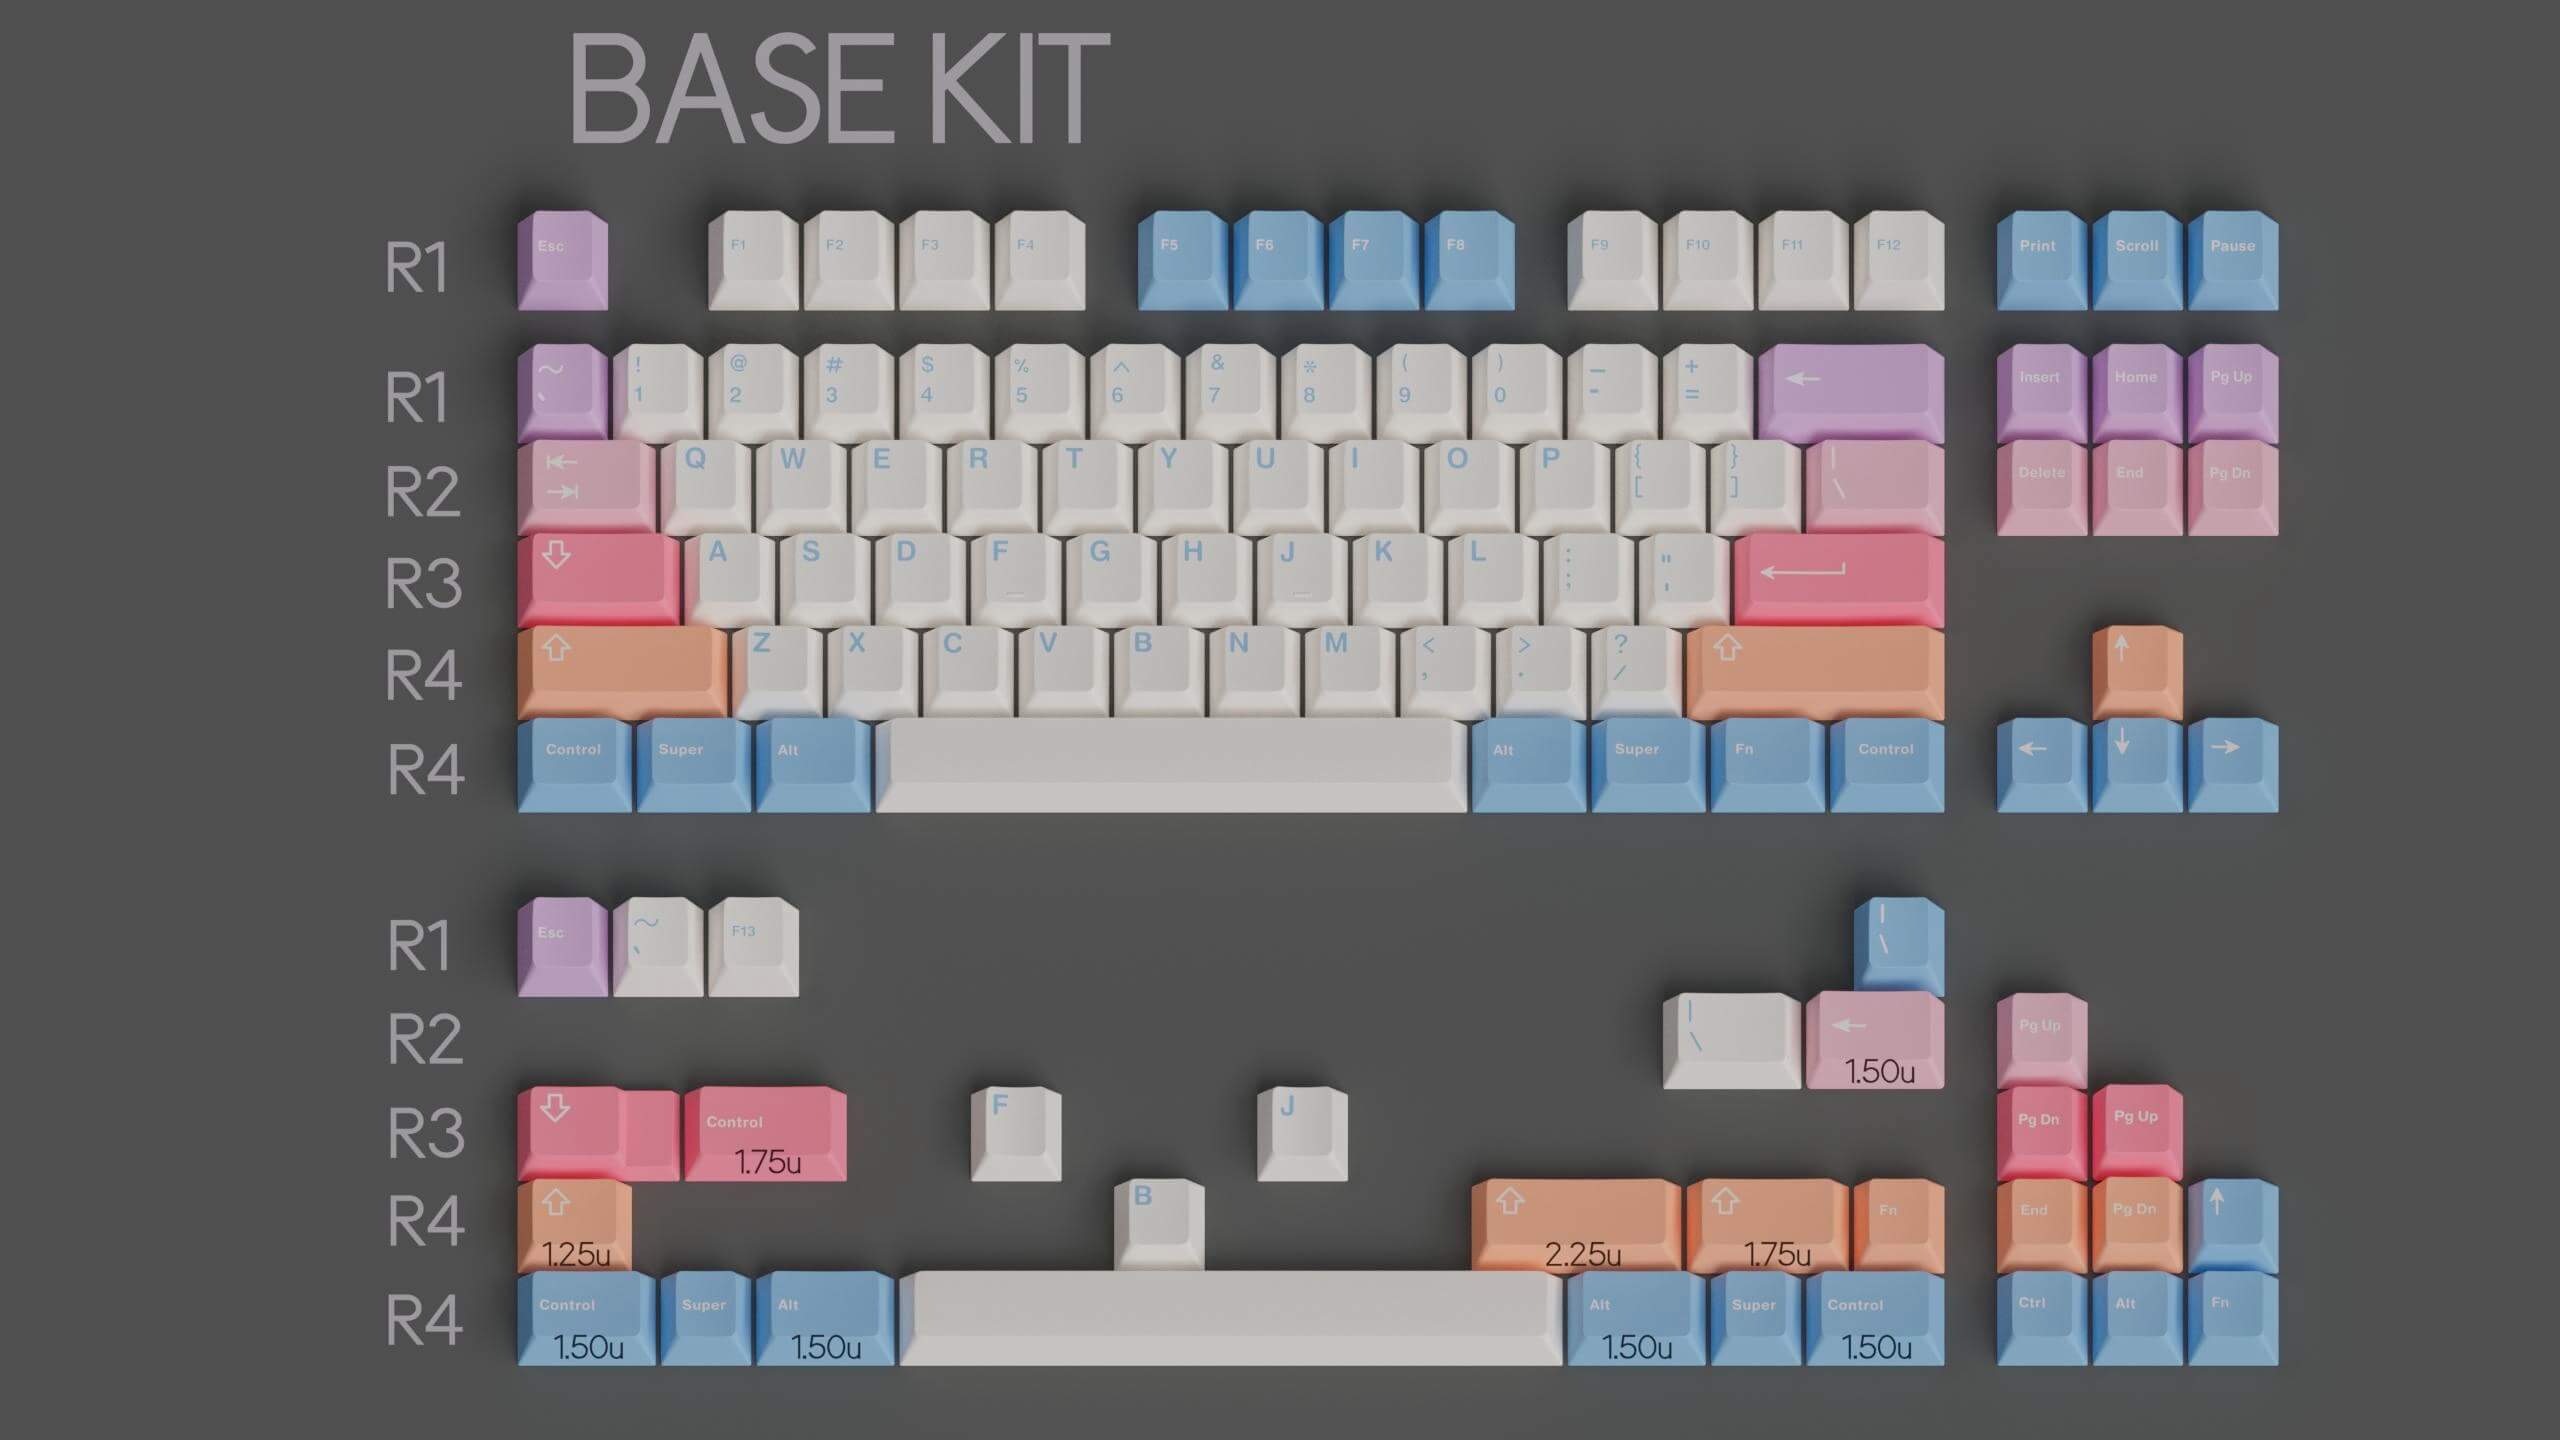 BASE KIT
R1 Esc F1 F2 F3 F4 F5 F6 F7 F8 F9 F10 F11 F12 Print Scroll Pause
R1 ~ ` ! 1 @ 2 # 3 $ 4 % 5 ^ 6 & 7 * 8 ( 9 ) 0 _ - + = ← Insert Home Pg Up
R2 ⇤ ⇥ Q W E R T Y U I O P { [ } ] | \ Delete End Pg Dn
R3 ⇩ A S D F G H J K L : ; " ' ↵
R4 ⇧ Z X C V B N M < , > . ? / ⇧ ↑
R4 Control Super Alt Alt Super Fn Control ← ↓ →
R1 Esc ~ ` F13 | \
R2 | \ ← 1.50u Pg Up
R3 ⇩ Control 1.75u F J Pg Dn Pg Up
R4 ⇧ 1.25u B ⇧ 2.25u ⇧ 1.75u Fn End Pg Dn ↑
R4 Control 1.50u Super Alt 1.50u Alt 1.50u Super Control 1.50u Ctrl Alt Fn